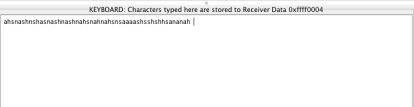 KEYBOARD: Characters typed here are stored to Receiver Data 0xffff0004
ahsnashnshasnashnashnahsnahnahsnsaaaashsshshhsananah